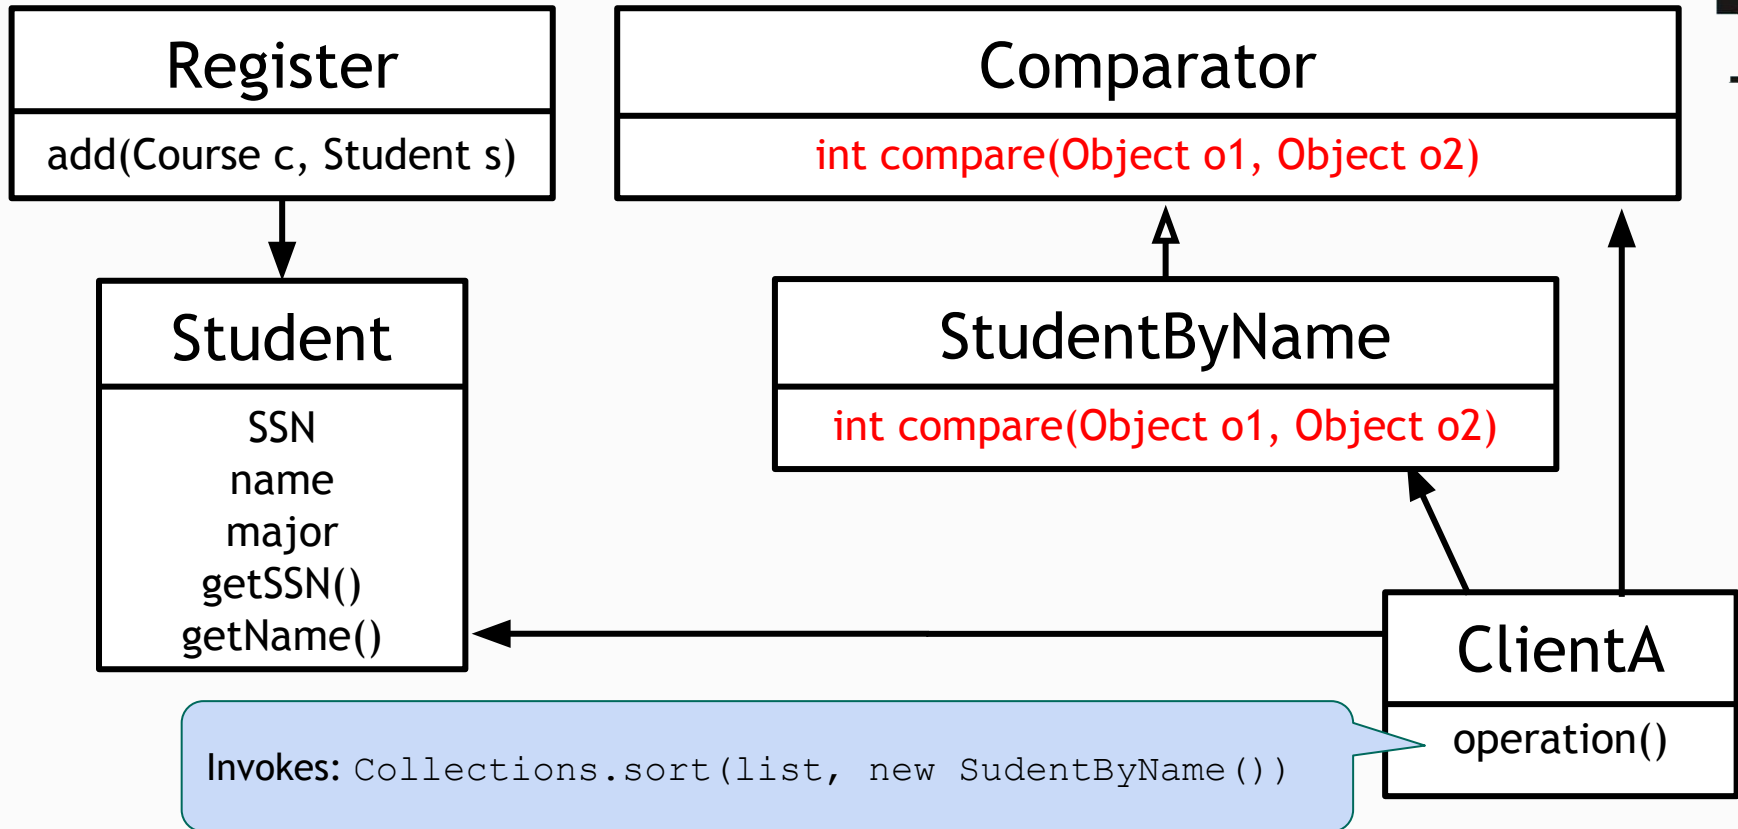 Register
add(Course c, Student s)
Comparator
int compare(Object o1, Object o2)
Student
SSN
name
major
getSSN()
getName()
StudentByName
int compare(Object o1, Object o2)
ClientA
operation()
Invokes: Collections.sort(list, new SudentByName())